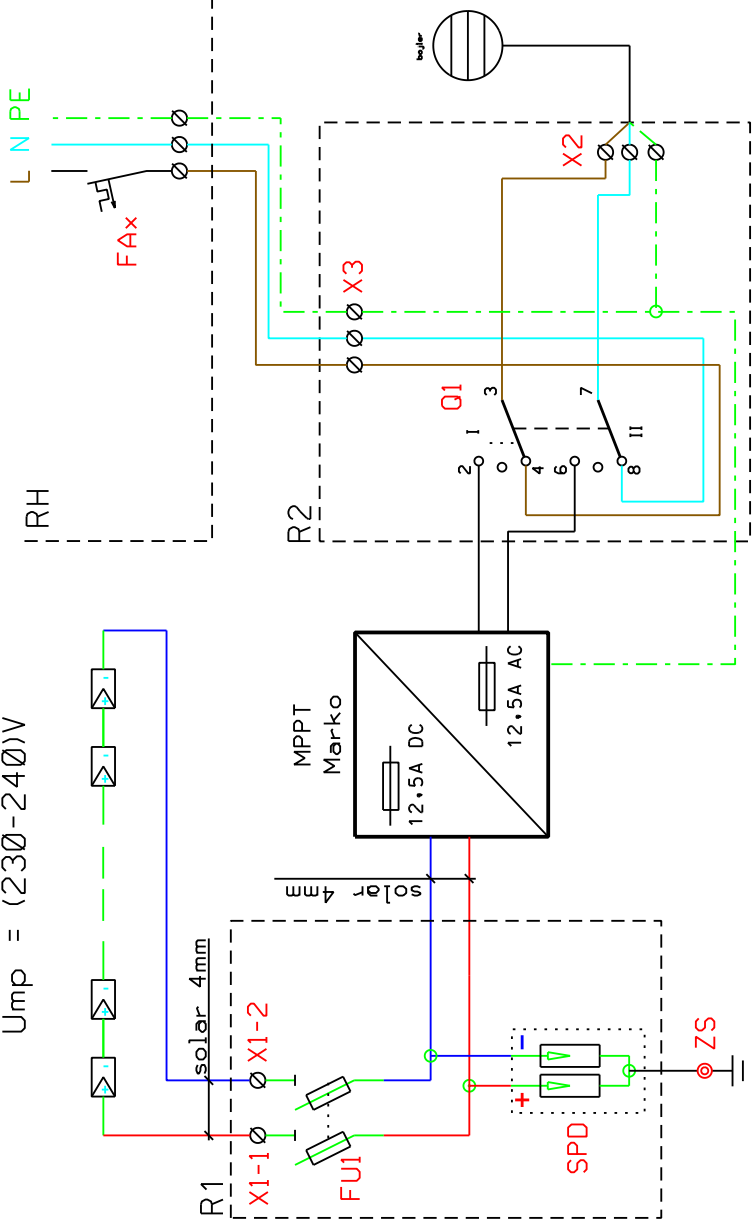 Ump = (230-240)V
RH
L N PE
FAx
bojler
R2
X3
X2
Q1
I
II
2
3
4
6
7
8
MPPT
Marko
12.5A DC
12.5A AC
solar 4mm
solar 4mm
R1
X1-1
X1-2
FU1
SPD
+
-
ZS
+ -
+ -
+ -
+ -